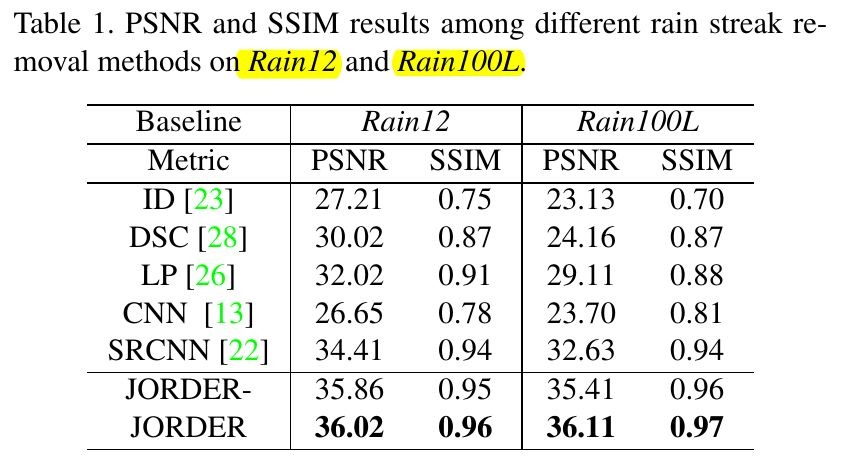 Table 1. PSNR and SSIM results among different rain streak re-
moval methods on Rain12 and Rain100L.
Baseline Rain12 Rain100L
Metric PSNR SSIM PSNR SSIM
ID [23] 27.21 0.75 23.13 0.70
DSC [28] 30.02 0.87 24.16 0.87
LP [26] 32.02 0.91 29.11 0.88
CNN [13] 26.65 0.78 23.70 0.81
SRCNN [22] 34.41 0.94 32.63 0.94
JORDER- 35.86 0.95 35.41 0.96
JORDER 36.02 0.96 36.11 0.97